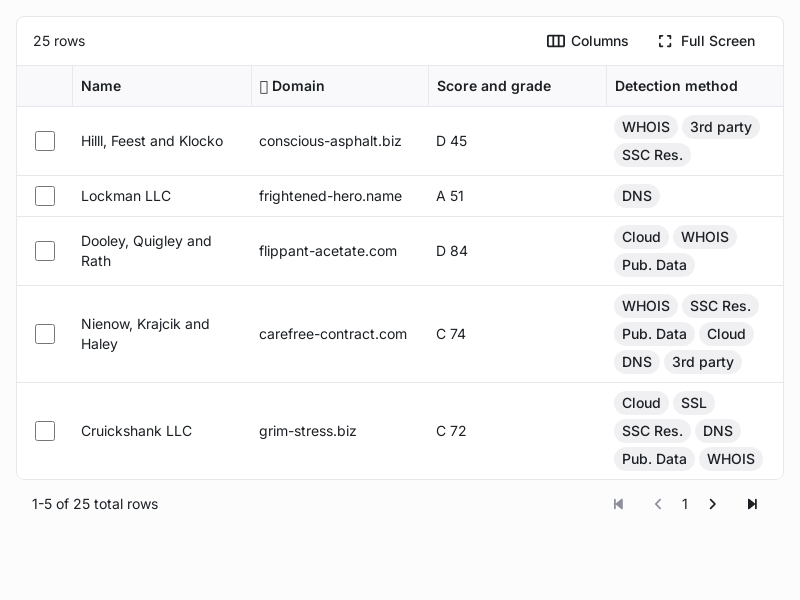 25 rows
Columns
Full Screen
Name
Domain
Score and grade
Detection method
Hilll, Feest and Klocko
conscious-asphalt.biz
D 45
WHOIS 3rd party
SSC Res.
Lockman LLC
frightened-hero.name
A 51
DNS
Dooley, Quigley and
Rath
flippant-acetate.com
D 84
Cloud WHOIS
Pub. Data
Nienow, Krajcik and
Haley
carefree-contract.com
C 74
WHOIS SSC Res.
Pub. Data Cloud
DNS 3rd party
Cruickshank LLC
grim-stress.biz
C 72
Cloud SSL
SSC Res. DNS
Pub. Data WHOIS
1-5 of 25 total rows
1